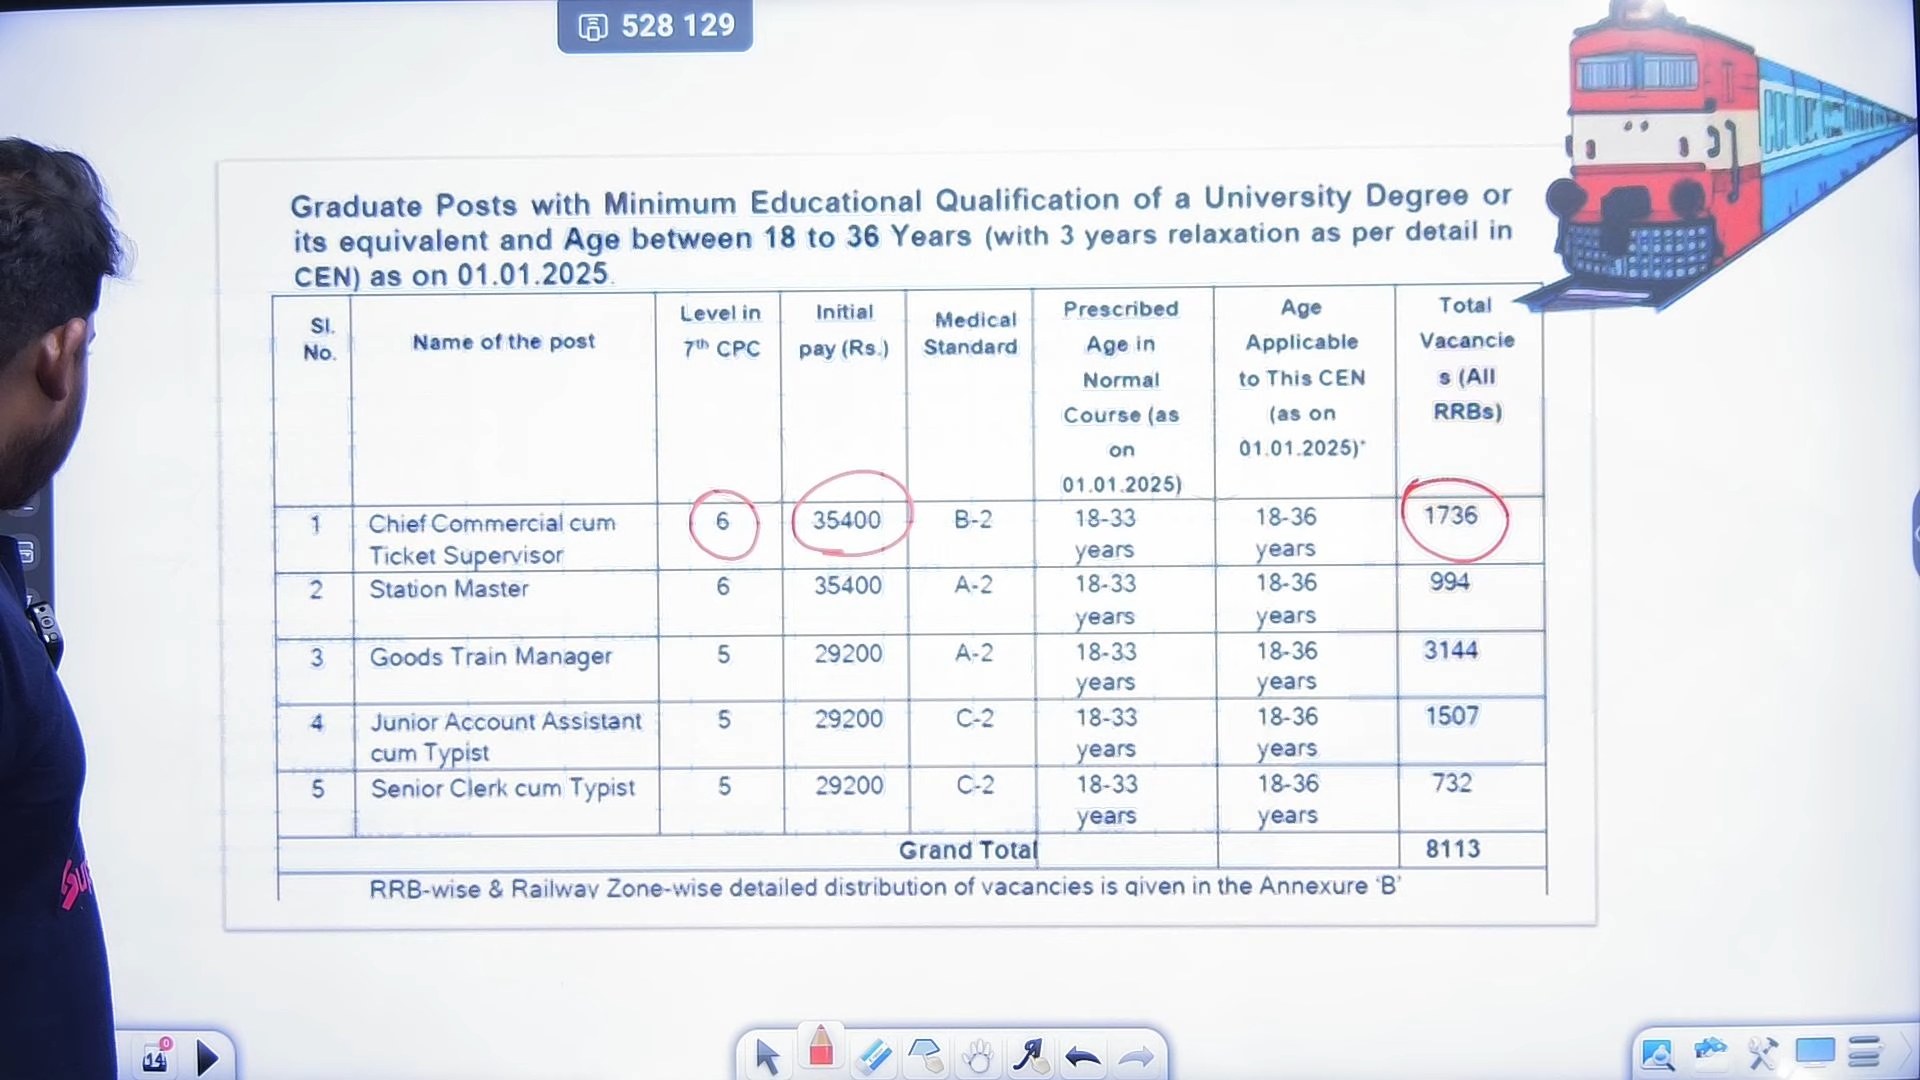 528 129
Graduate Posts with Minimum Educational Qualification of a University Degree or
its equivalent and Age between 18 to 36 Years (with 3 years relaxation as per detail in
CEN) as on 01.01.2025.
Sl. No. Name of the post Level in 7th CPC Initial pay (Rs.) Medical Standard Prescribed Age in Normal Course (as on 01.01.2025) Age Applicable to This CEN (as on 01.01.2025)* Total Vacancie s (All RRBs)
1 Chief Commercial cum Ticket Supervisor 6 35400 B-2 18-33 years 18-36 years 1736
2 Station Master 6 35400 A-2 18-33 years 18-36 years 994
3 Goods Train Manager 5 29200 A-2 18-33 years 18-36 years 3144
4 Junior Account Assistant cum Typist 5 29200 C-2 18-33 years 18-36 years 1507
5 Senior Clerk cum Typist 5 29200 C-2 18-33 years 18-36 years 732
Grand Total 8113
RRB-wise & Railway Zone-wise detailed distribution of vacancies is given in the Annexure 'B'
14
0